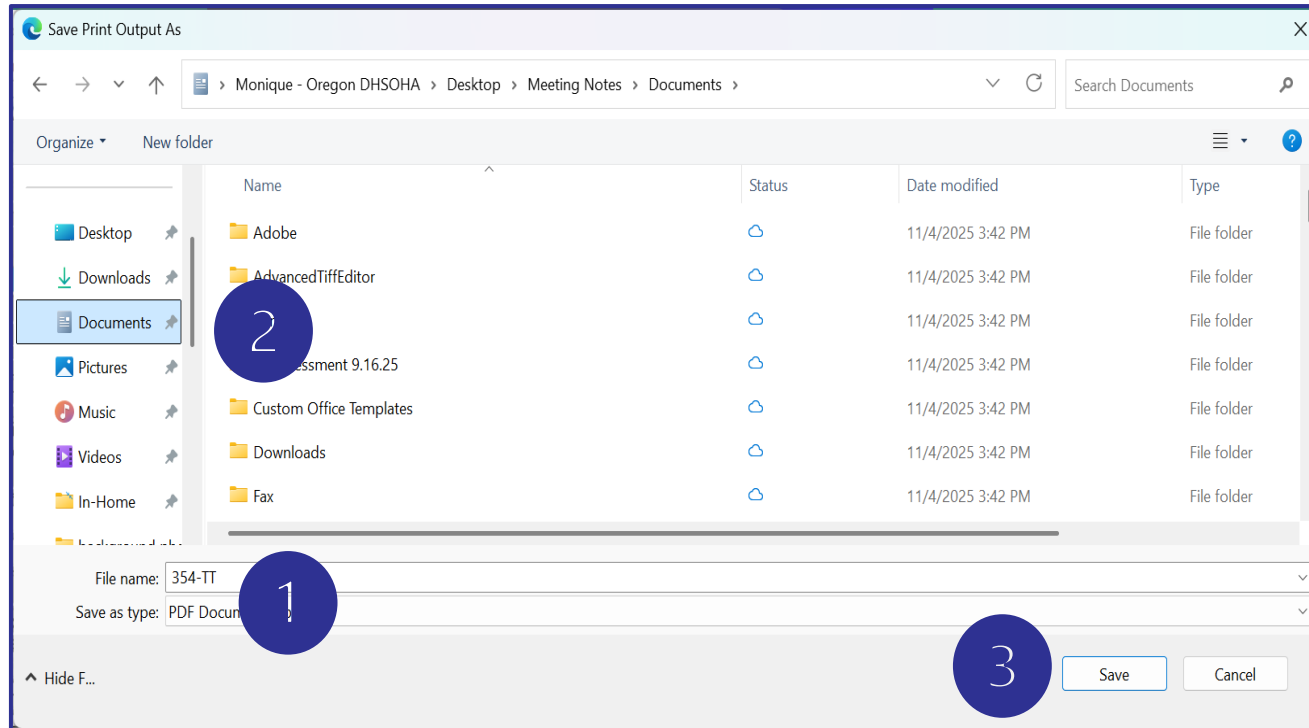 Save Print Output As
Monique - Oregon DHSOHA > Desktop > Meeting Notes > Documents >
Search Documents
Organize
New folder
Name Status Date modified Type
Desktop
Downloads
Documents
Pictures
Music
Videos
In-Home
Adobe 11/4/2025 3:42 PM File folder
AdvancedTiffEditor 11/4/2025 3:42 PM File folder
11/4/2025 3:42 PM File folder
9.16.25 11/4/2025 3:42 PM File folder
Custom Office Templates 11/4/2025 3:42 PM File folder
Downloads 11/4/2025 3:42 PM File folder
Fax 11/4/2025 3:42 PM File folder
2
File name: 354-TT
Save as type: PDF
1
3
Hide F...
Save
Cancel